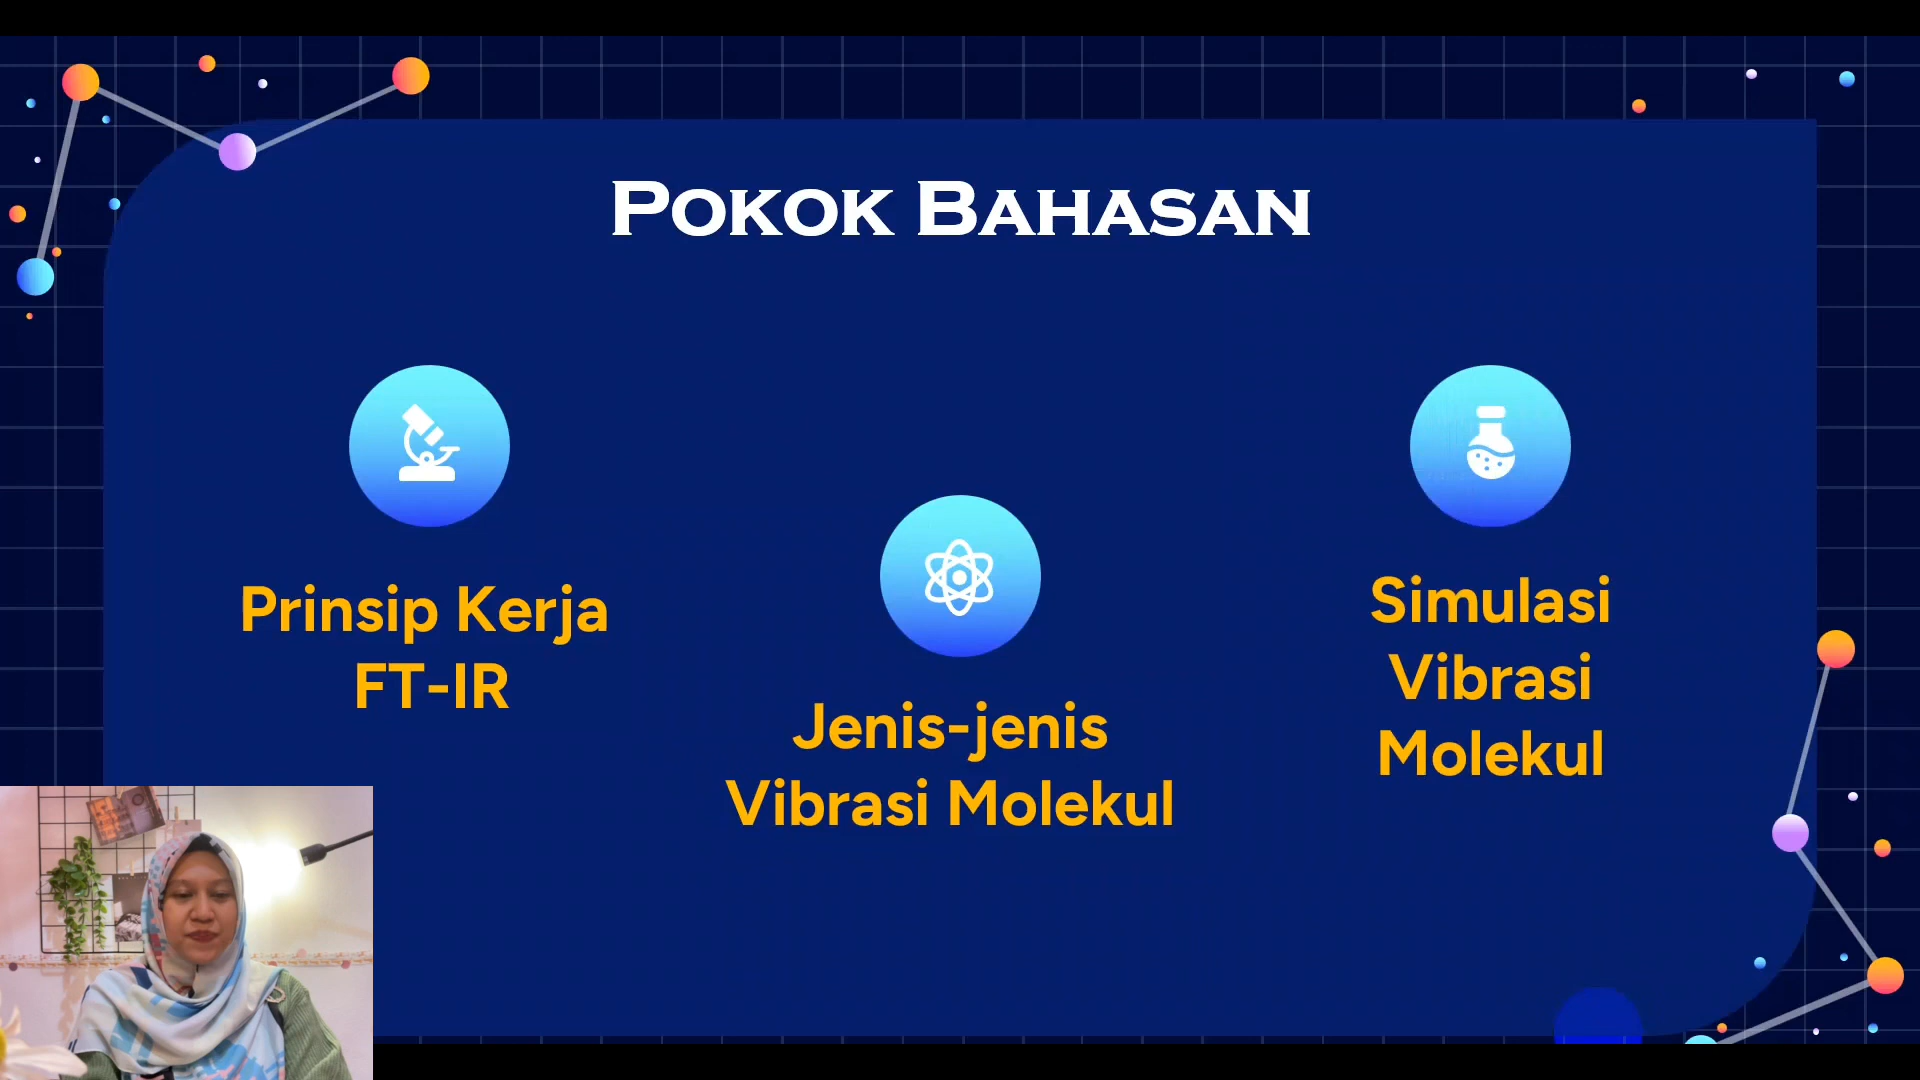 Pokok Bahasan
Prinsip Kerja
FT-IR
Jenis-jenis
Vibrasi Molekul
Simulasi
Vibrasi
Molekul